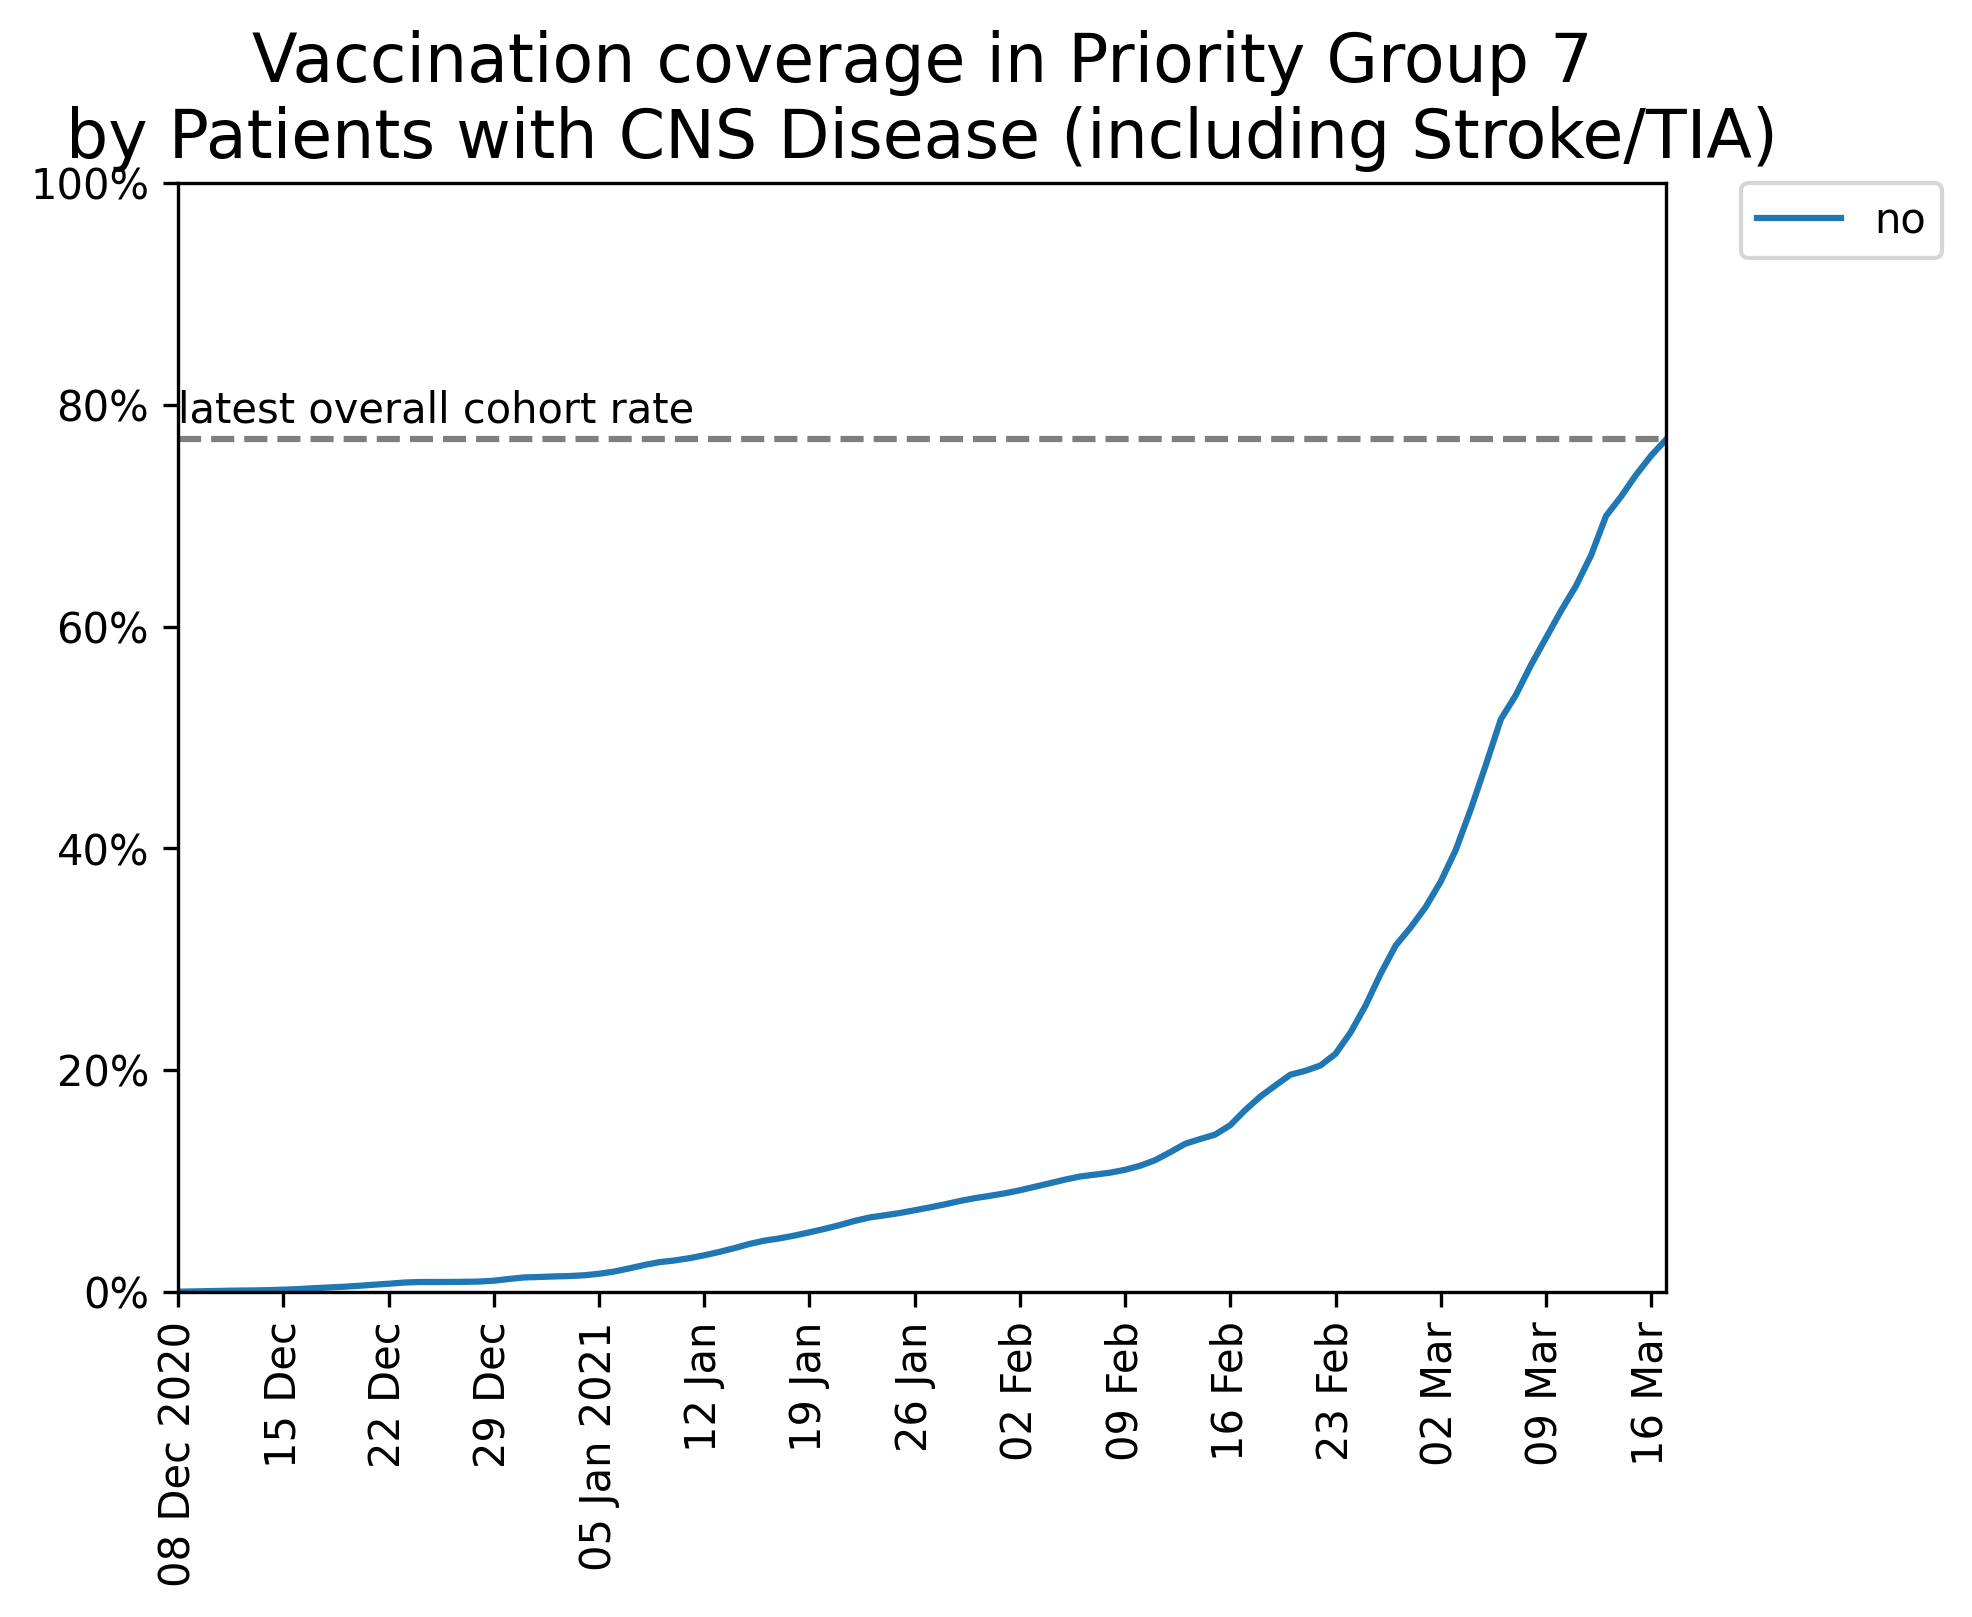 Vaccination coverage in Priority Group 7
by Patients with CNS Disease (including Stroke/TIA)
100%
no
80%
latest overall cohort rate
60%
40%
20%
0%
08 Dec 2020
15 Dec
22 Dec
29 Dec
05 Jan 2021
12 Jan
19 Jan
26 Jan
02 Feb
09 Feb
16 Feb
23 Feb
02 Mar
09 Mar
16 Mar